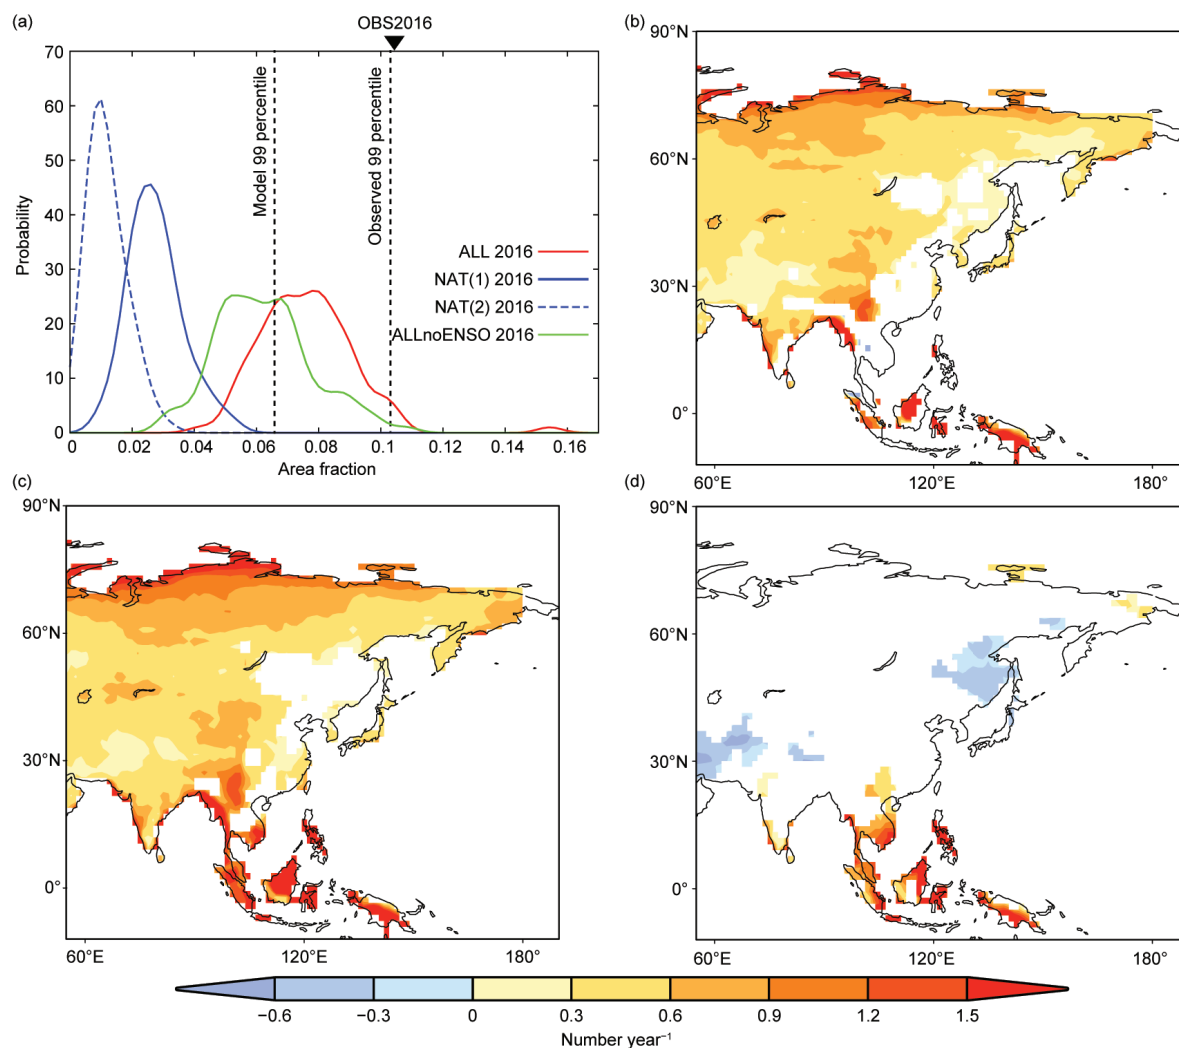 (a)
OBS2016
70
60
50
40
30
20
10
0
Probability
Model 99 percentile
Observed 99 percentile
ALL 2016
NAT(1) 2016
NAT(2) 2016
ALLnoENSO 2016
0 0.02 0.04 0.06 0.08 0.10 0.12 0.14 0.16
Area fraction
(b)
90°N
60°N
30°N
0°
60°E 120°E 180°
(c)
90°N
60°N
30°N
0°
60°E 120°E 180°
(d)
90°N
60°N
30°N
0°
60°E 120°E 180°
−0.6 −0.3 0 0.3 0.6 0.9 1.2 1.5
Number year⁻¹